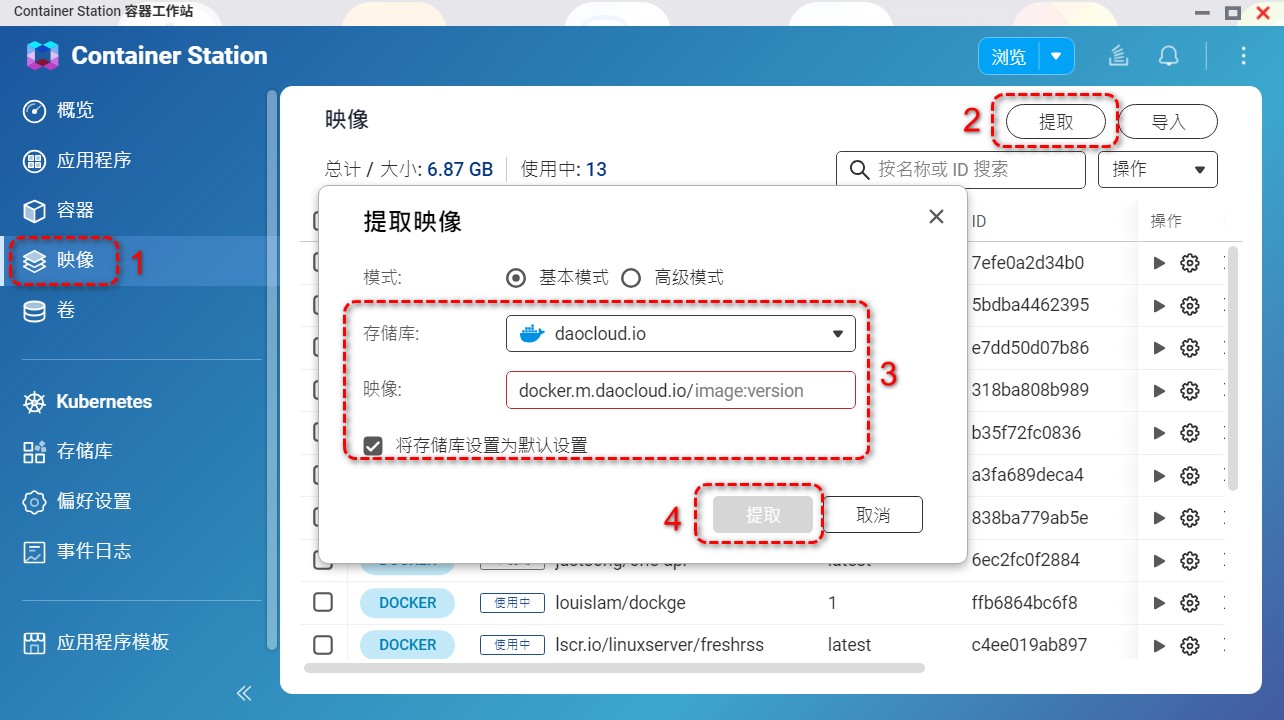 Container Station 容器工作站
Container Station
浏览
概览
应用程序
容器
映像
1
卷
Kubernetes
存储库
偏好设置
事件日志
应用程序模板
映像
2
提取
导入
总计 / 大小: 6.87 GB
使用中: 13
按名称或 ID 搜索
操作
提取映像
模式:
基本模式
高级模式
存储库:
daocloud.io
映像:
docker.m.daocloud.io/image:version
3
将存储库设置为默认设置
4
提取
取消
ID
操作
7efe0a2d34b0
5bdba4462395
e7dd50d07b86
318ba808b989
b35f72fc0836
a3fa689deca4
838ba779ab5e
latest
6ec2fc0f2884
DOCKER
使用中
louislam/dockge
1
ffb6864bc6f8
DOCKER
使用中
lscr.io/linuxserver/freshrss
latest
c4ee019ab897